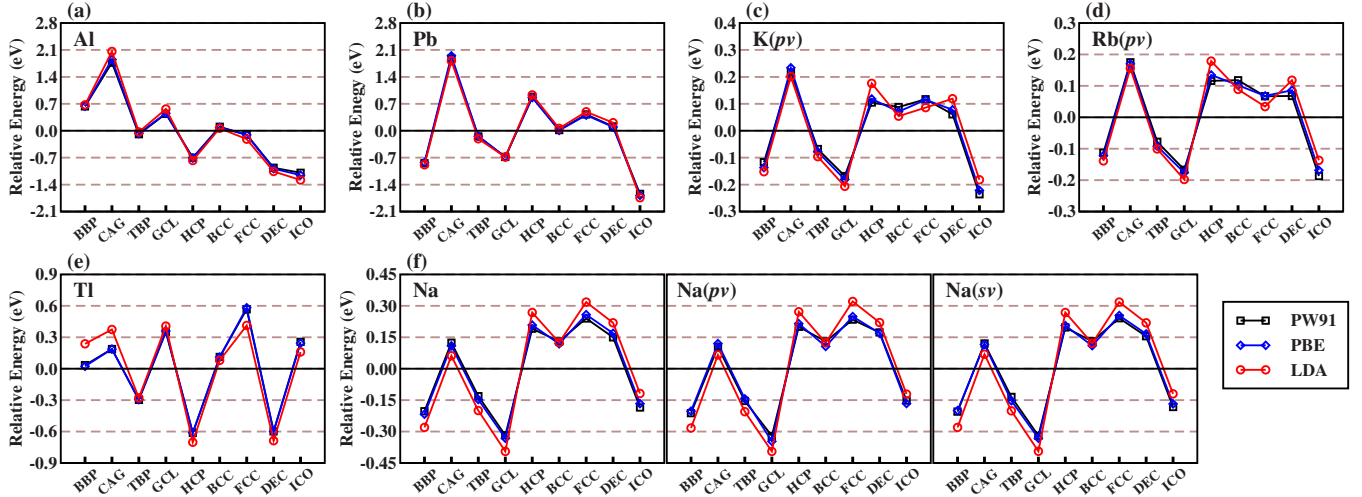 (a)
Al
Relative Energy (eV)
2.8
2.1
1.4
0.7
0.0
-0.7
-1.4
-2.1
BBP CAG TBP GCL HCP BCC FCC DEC ICO
(b)
Pb
Relative Energy (eV)
2.8
2.1
1.4
0.7
0.0
-0.7
-1.4
-2.1
BBP CAG TBP GCL HCP BCC FCC DEC ICO
(c)
K(pv)
Relative Energy (eV)
0.3
0.3
0.2
0.1
0.0
-0.1
-0.2
-0.3
BBP CAG TBP GCL HCP BCC FCC DEC ICO
(d)
Rb(pv)
Relative Energy (eV)
0.3
0.2
0.1
0.0
-0.1
-0.2
-0.3
BBP CAG TBP GCL HCP BCC FCC DEC ICO
(e)
Tl
Relative Energy (eV)
0.9
0.6
0.3
0.0
-0.3
-0.6
-0.9
BBP CAG TBP GCL HCP BCC FCC DEC ICO
(f)
Na
Relative Energy (eV)
0.45
0.30
0.15
0.00
-0.15
-0.30
-0.45
BBP CAG TBP GCL HCP BCC FCC DEC ICO
Na(pv)
BBP CAG TBP GCL HCP BCC FCC DEC ICO
Na(sv)
BBP CAG TBP GCL HCP BCC FCC DEC ICO
PW91
PBE
LDA